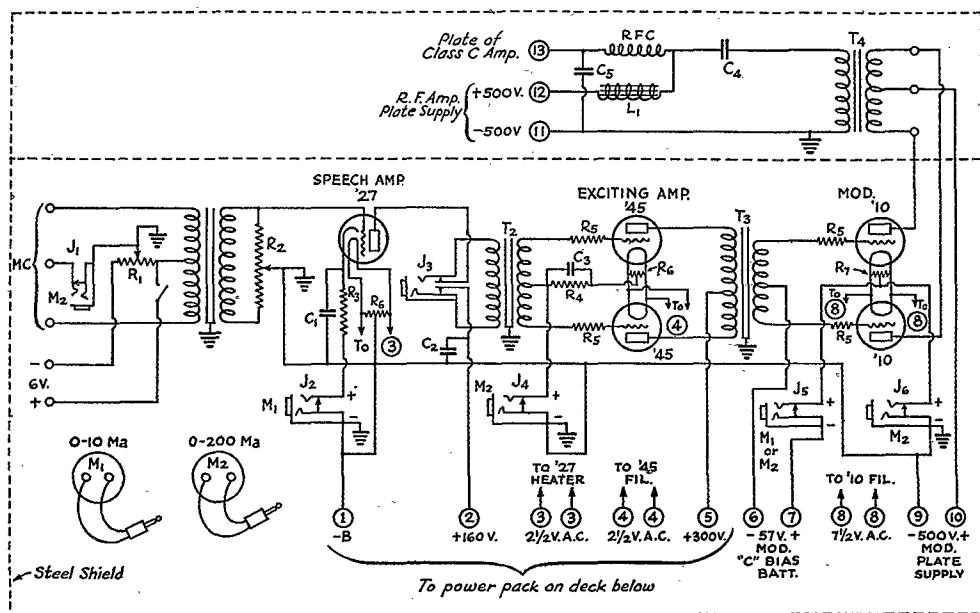 Plate of
Class C Amp.
13
RFC
C5
C4
T4
R.F. Amp.
Plate Supply
+500V.
12
L1
-500V
11
SPEECH AMP.
'27
EXCITING AMP.
'45
MOD.
'10
MC
J1
R1
M2
R2
C1
R3
R6
To
3
J3
C2
T2
R5
C3
R4
R6
To
4
R5
'45
T3
R5
R7
To
8
To
8
R5
'10
-
6V.
+
J2
+
M1
-
M2
J4
+
-
J5
+
-
M1
or
M2
J6
+
-
M2
0-10 Ma
M1
0-200 Ma
M2
TO '27
HEATER
TO '45
FIL.
TO '10 FIL.
1
2
3
3
4
4
5
6
7
8
8
9
10
-B
+160V.
2½V.A.C.
2½V.A.C.
+300V.
-57V.+
MOD.
"C" BIAS
BATT.
7½V.A.C.
-500V.+
MOD.
PLATE
SUPPLY
Steel Shield
To power pack on deck below